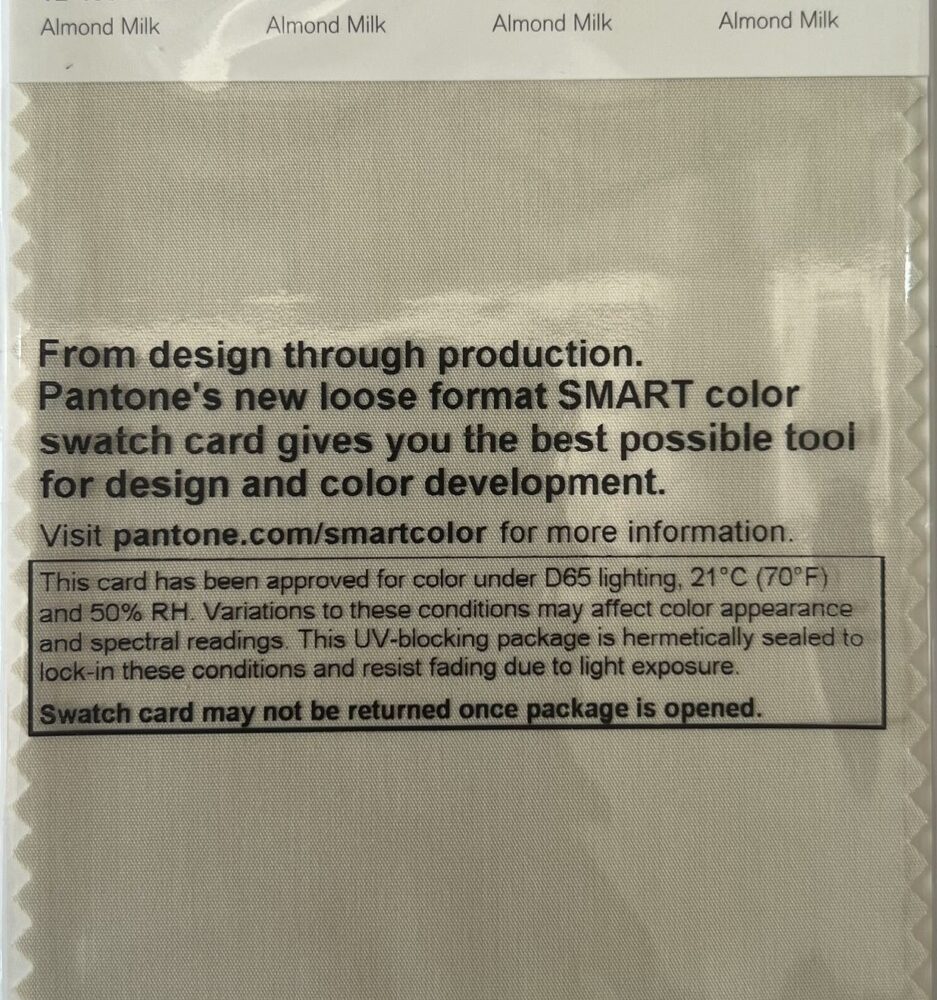 Almond Milk Almond Milk Almond Milk Almond Milk
From design through production.
Pantone's new loose format SMART color
swatch card gives you the best possible tool
for design and color development.
Visit pantone.com/smartcolor for more information.
This card has been approved for color under D65 lighting, 21°C (70°F)
and 50% RH. Variations to these conditions may affect color appearance
and spectral readings. This UV-blocking package is hermetically sealed to
lock-in these conditions and resist fading due to light exposure.
Swatch card may not be returned once package is opened.